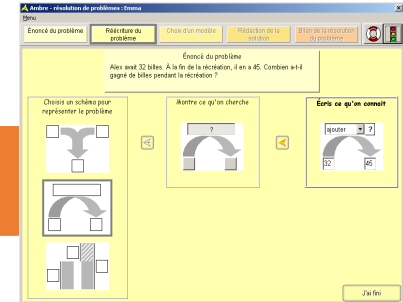 Ambre - résolution de problèmes : Emma
Menu
Énoncé du problème
Réécriture du
problème
Choix d'un modèle
Rédaction de la
solution
Bilan de la résolution
du problème
Énoncé du problème
Alex avait 32 billes. À la fin de la récréation, il en a 45. Combien a-t-il
gagné de billes pendant la récréation ?
Choisis un schéma pour
représenter le problème
Montre ce qu'on cherche
?
Écris ce qu'on connaît
ajouter ?
32 45
J'ai fini